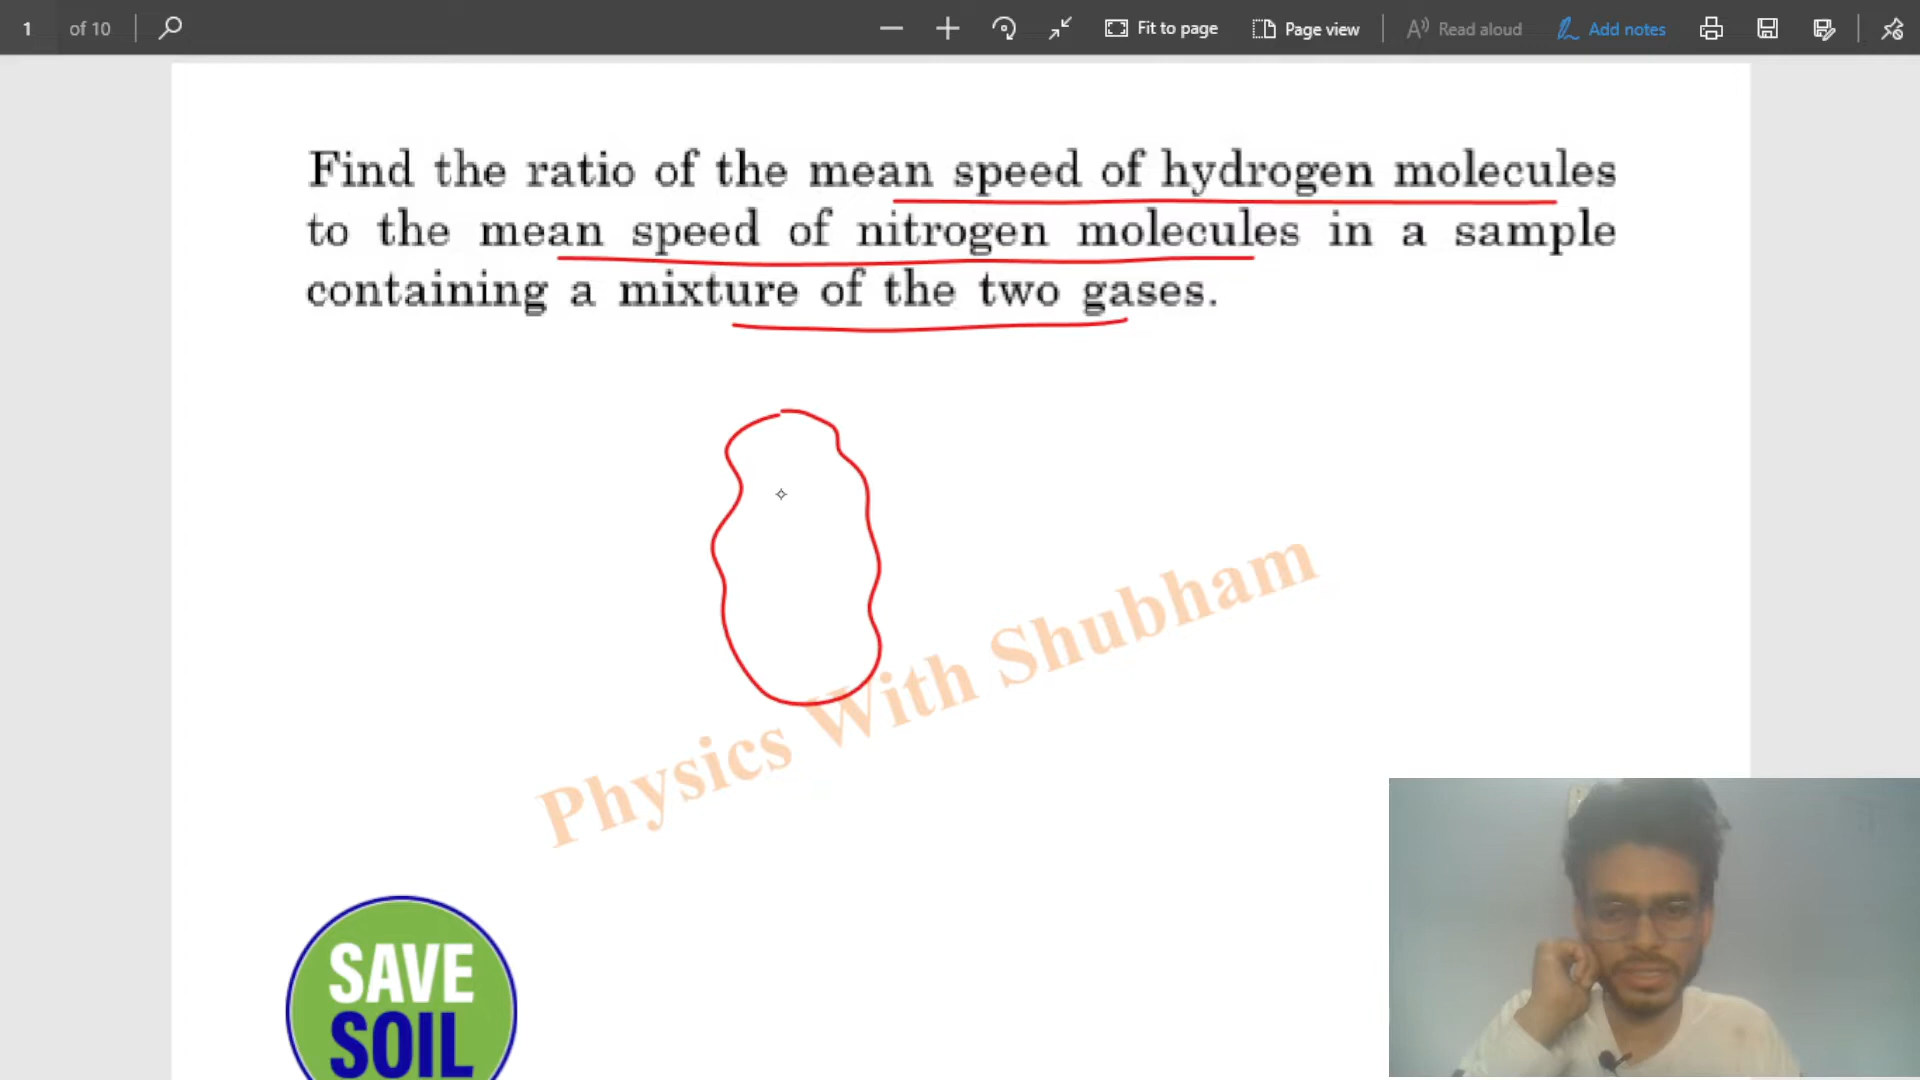 1 of 10 Fit to page Page view Read aloud Add notes
Find the ratio of the mean speed of hydrogen molecules
to the mean speed of nitrogen molecules in a sample
containing a mixture of the two gases.
Physics With Shubham
SAVE
SOIL